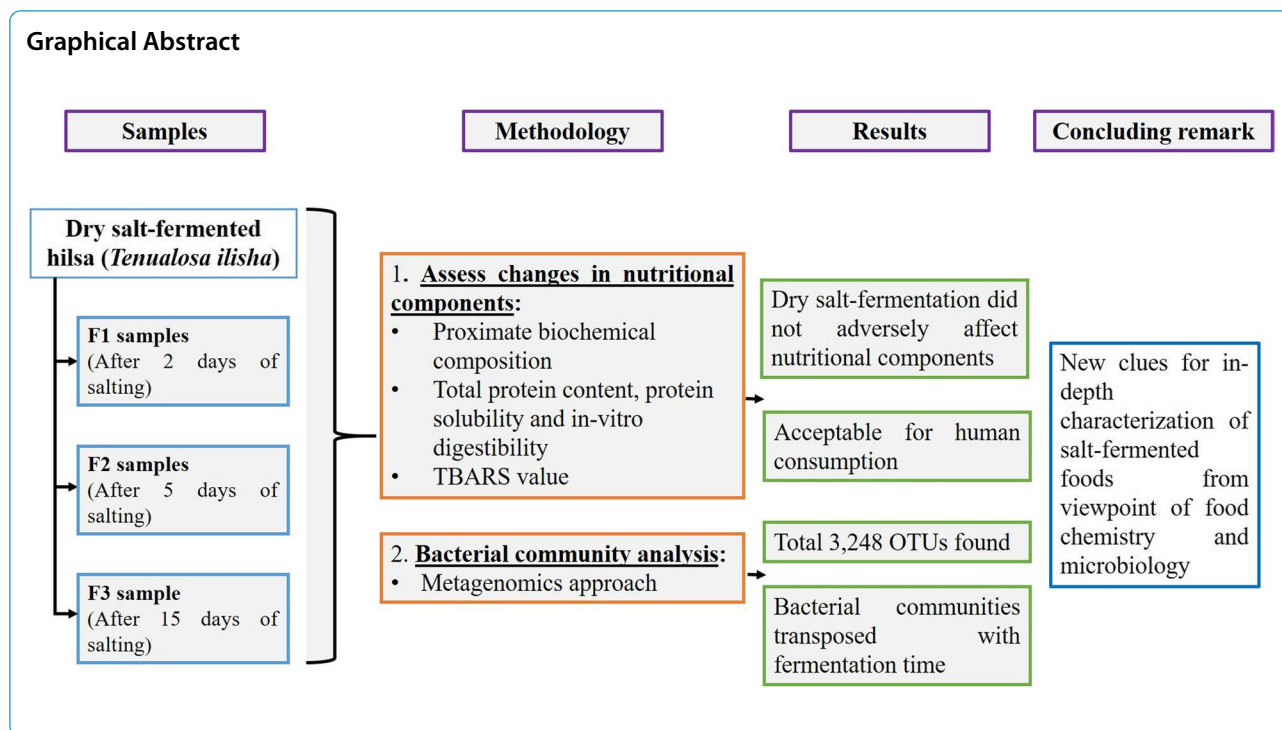 Graphical Abstract
Samples
Methodology
Results
Concluding remark
Dry salt-fermented
hilsa (Tenualosa ilisha)
F1 samples
(After 2 days of
salting)
F2 samples
(After 5 days of
salting)
F3 sample
(After 15 days of
salting)
1. Assess changes in nutritional
components:
• Proximate biochemical
composition
• Total protein content, protein
solubility and in-vitro
digestibility
• TBARS value
2. Bacterial community analysis:
• Metagenomics approach
Dry salt-fermentation did
not adversely affect
nutritional components
Acceptable for human
consumption
Total 3,248 OTUs found
Bacterial communities
transposed with
fermentation time
New clues for in-
depth
characterization of
salt-fermented
foods from
viewpoint of food
chemistry and
microbiology